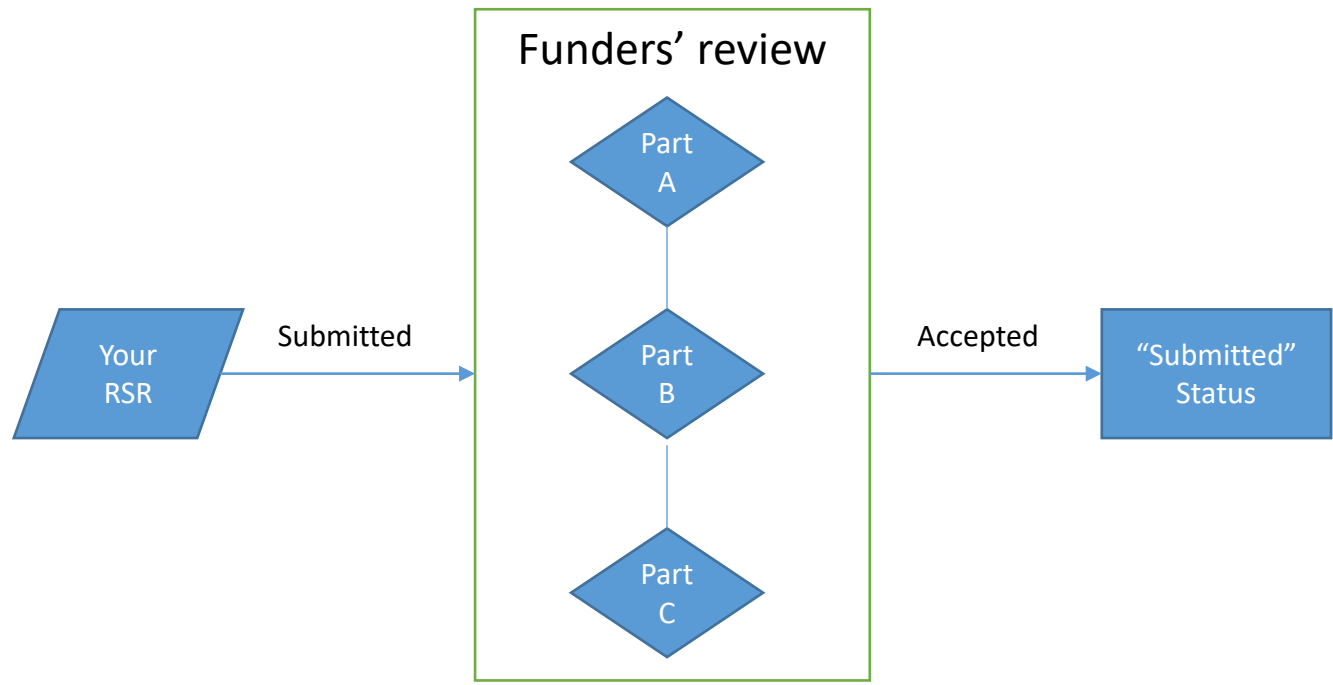 Funders’ review
Part
A
Your
RSR
Submitted
Part
B
Accepted
“Submitted”
Status
Part
C